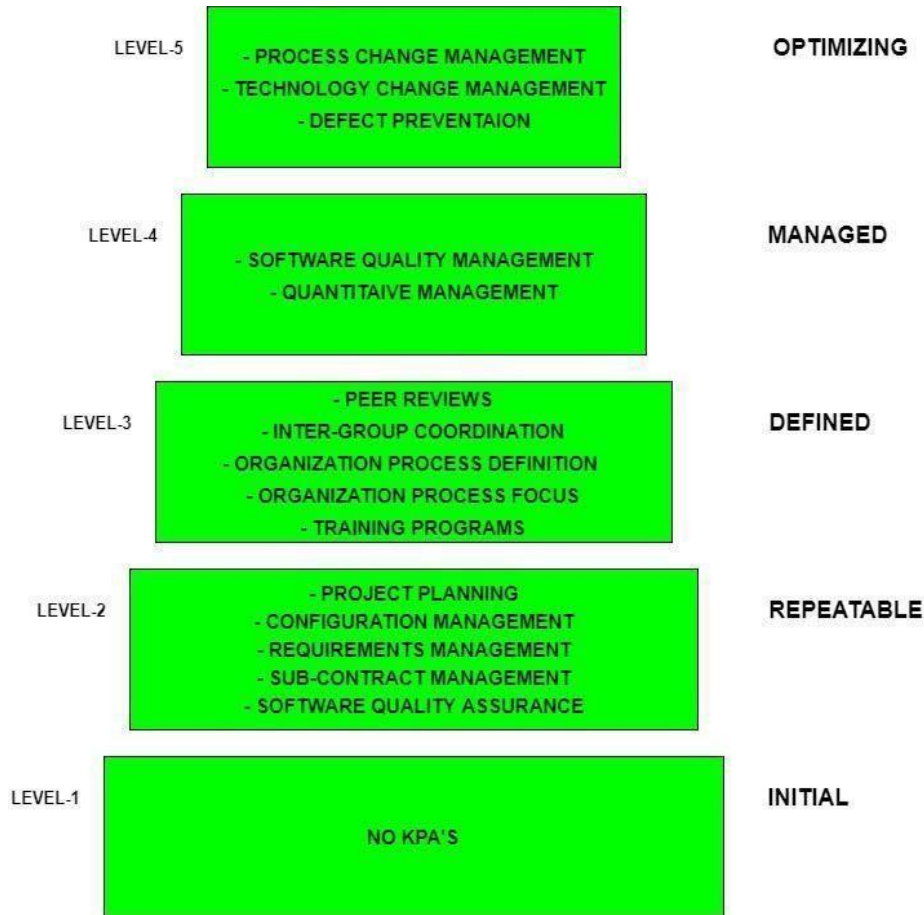 LEVEL-5
- PROCESS CHANGE MANAGEMENT
- TECHNOLOGY CHANGE MANAGEMENT
- DEFECT PREVENTAION
OPTIMIZING
LEVEL-4
- SOFTWARE QUALITY MANAGEMENT
- QUANTITAIVE MANAGEMENT
MANAGED
LEVEL-3
- PEER REVIEWS
- INTER-GROUP COORDINATION
- ORGANIZATION PROCESS DEFINITION
- ORGANIZATION PROCESS FOCUS
- TRAINING PROGRAMS
DEFINED
LEVEL-2
- PROJECT PLANNING
- CONFIGURATION MANAGEMENT
- REQUIREMENTS MANAGEMENT
- SUB-CONTRACT MANAGEMENT
- SOFTWARE QUALITY ASSURANCE
REPEATABLE
LEVEL-1
NO KPA'S
INITIAL